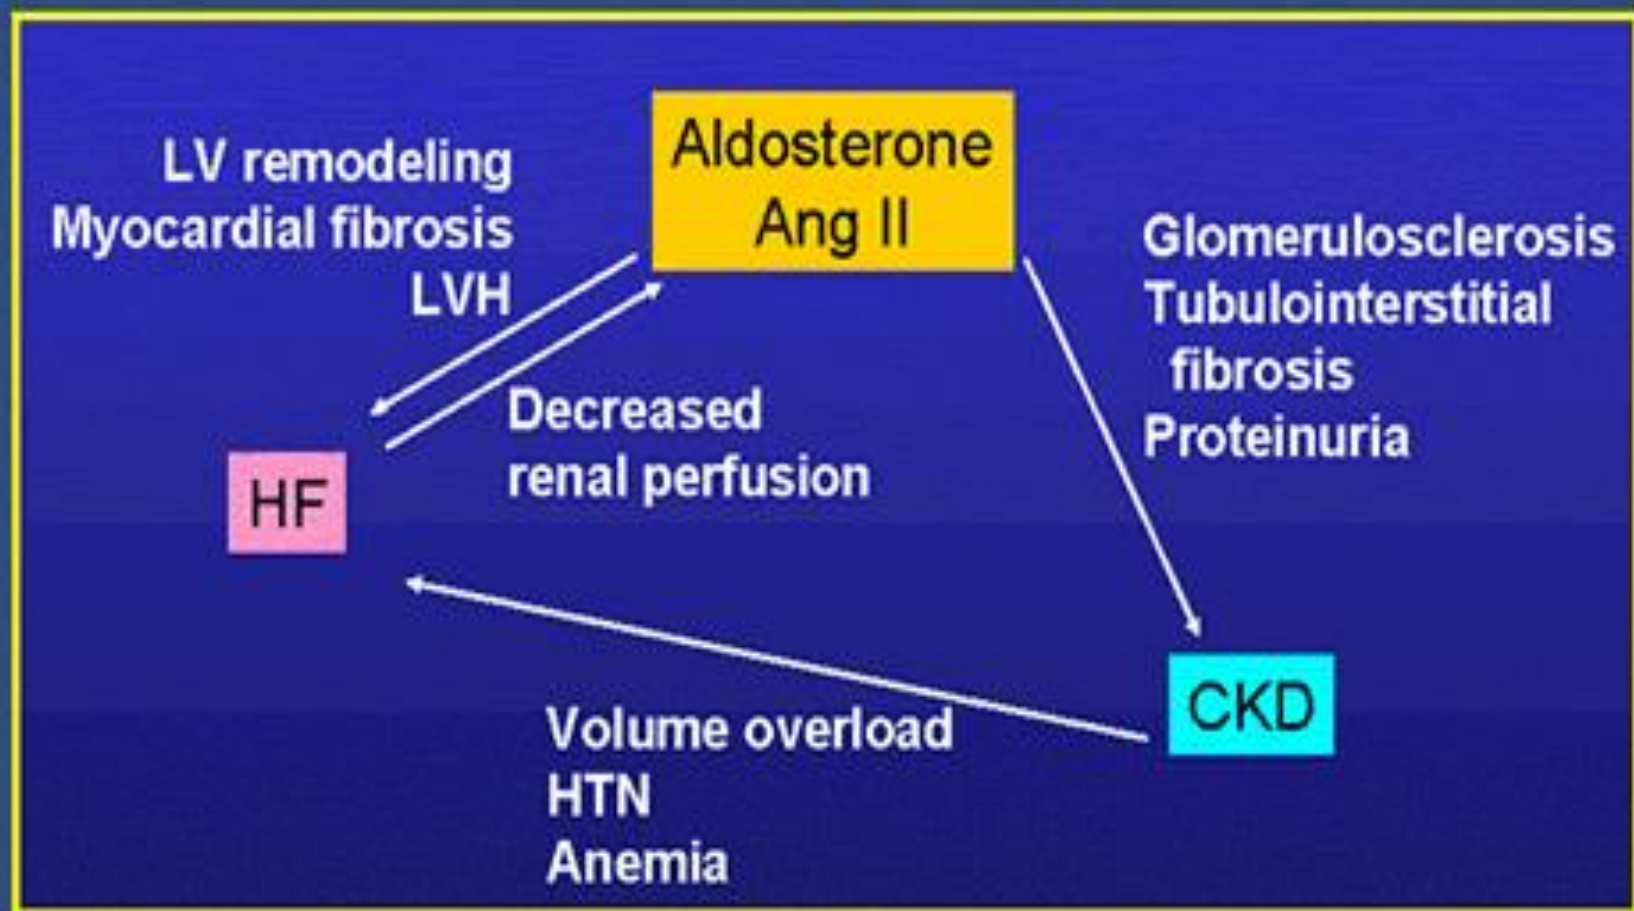 Aldosterone
Ang II
LV remodeling
Myocardial fibrosis
LVH
Glomerulosclerosis
Tubulointerstitial
fibrosis
Proteinuria
Decreased
renal perfusion
HF
CKD
Volume overload
HTN
Anemia